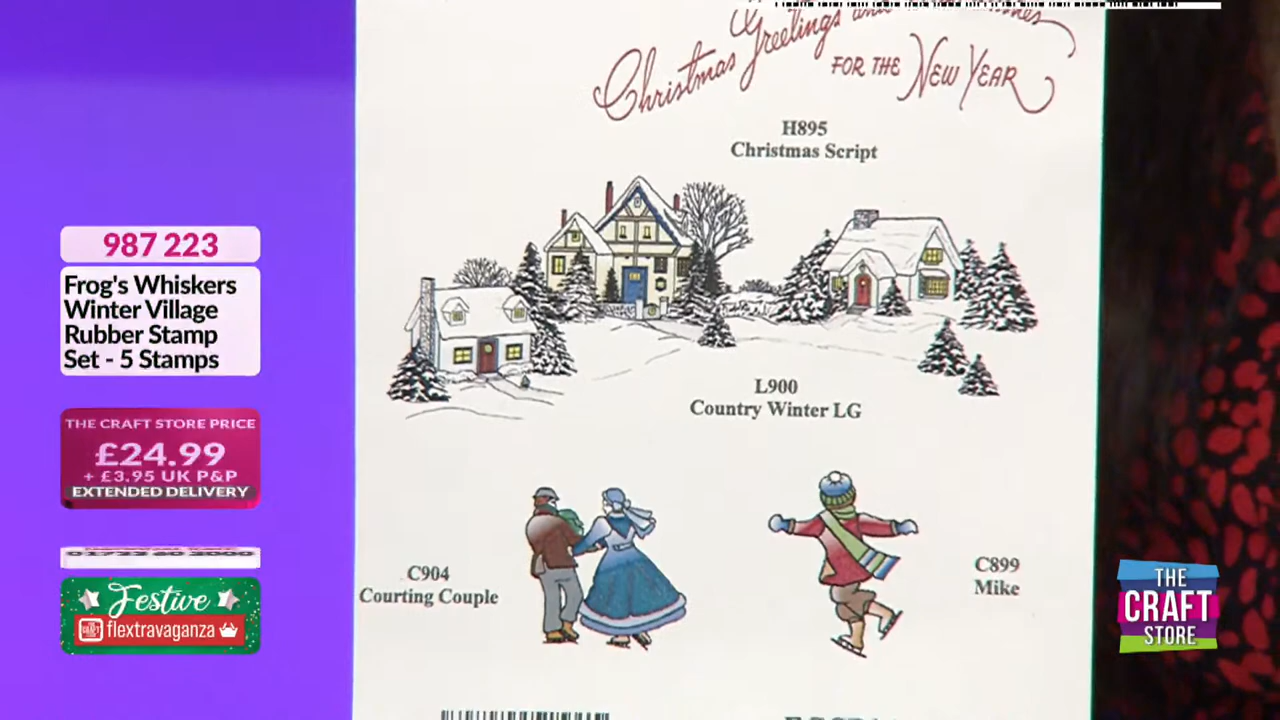 Christmas Greetings and
FOR THE NEW YEAR
H895
Christmas Script
L900
Country Winter LG
C904
Courting Couple
C899
Mike
987 223
Frog's Whiskers
Winter Village
Rubber Stamp
Set - 5 Stamps
THE CRAFT STORE PRICE
£24.99
+ £3.95 UK P&P
EXTENDED DELIVERY
Festive
flextravaganza
THE
CRAFT
STORE